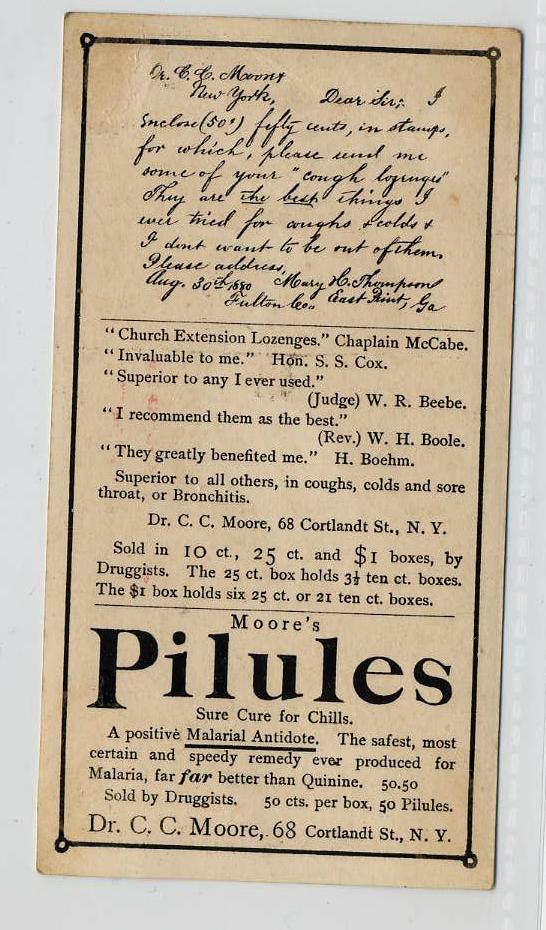 Dr. C. C. Moore
New York, Dear Sir; I
Enclose (50¢) fifty cents, in stamps,
for which, please send me
some of your "cough lozenges"
They are the best things I
ever tried for coughs & colds &
I dont want to be out of them.
Please address,
Aug. 30th 1880 Mary H. Thompson
Fulton Co., East Point, Ga
"Church Extension Lozenges." Chaplain McCabe.
"Invaluable to me." Hon. S. S. Cox.
"Superior to any I ever used."
(Judge) W. R. Beebe.
"I recommend them as the best."
(Rev.) W. H. Boole.
"They greatly benefited me." H. Boehm.
Superior to all others, in coughs, colds and sore
throat, or Bronchitis.
Dr. C. C. Moore, 68 Cortlandt St., N. Y.
Sold in 10 ct., 25 ct. and $1 boxes, by
Druggists. The 25 ct. box holds 3½ ten ct. boxes.
The $1 box holds six 25 ct. or 21 ten ct. boxes.
Moore's
Pilules
Sure Cure for Chills.
A positive Malarial Antidote. The safest, most
certain and speedy remedy ever produced for
Malaria, far far better than Quinine. 50.50
Sold by Druggists. 50 cts. per box, 50 Pilules.
Dr. C. C. Moore, 68 Cortlandt St., N. Y.